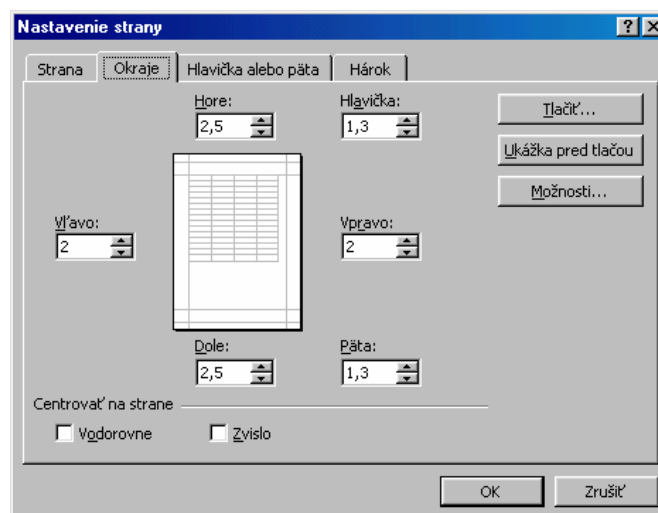 Nastavenie strany
Strana Okraje Hlavička alebo päta Hárok
Hore: Hlavička:
2,5 1,3
Tlačiť...
Ukážka pred tlačou
Možnosti...
Vľavo: Vpravo:
2 2
Dole: Päta:
2,5 1,3
Centrovať na strane
Vodorovne Zvislo
OK Zrušiť